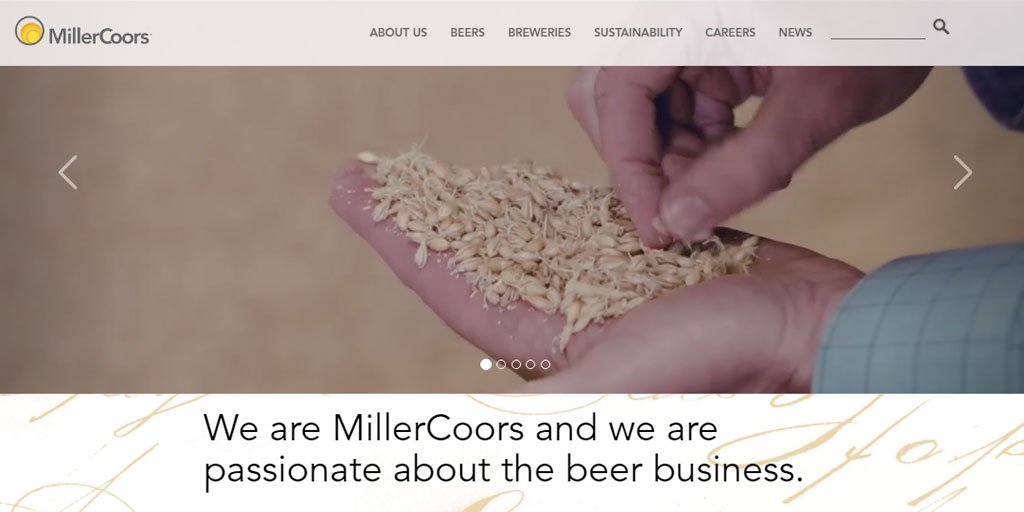 MillerCoors
ABOUT US
BEERS
BREWERIES
SUSTAINABILITY
CAREERS
NEWS
We are MillerCoors and we are
passionate about the beer business.